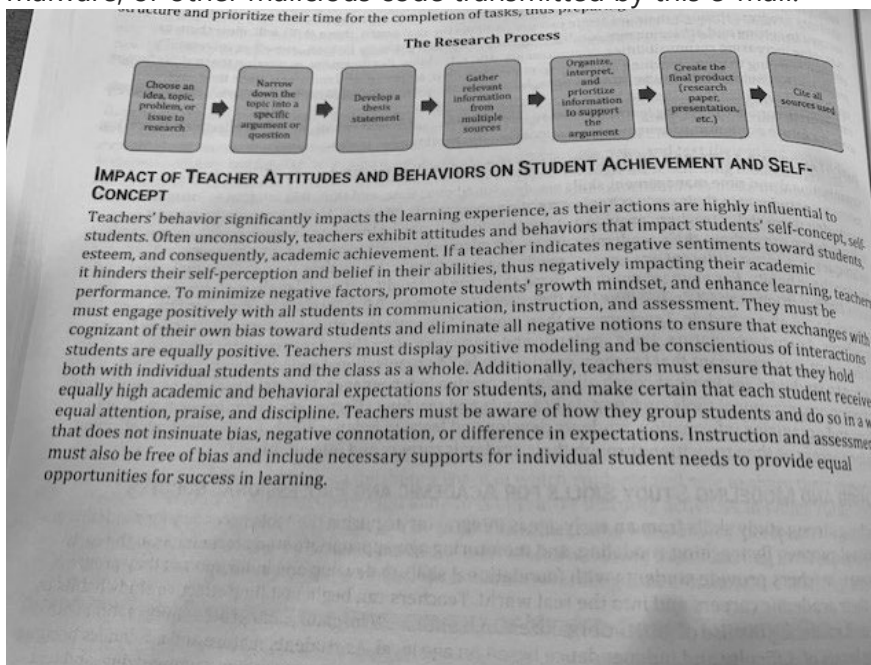 malware, or other malicious code transmitted by this e-mail.
structure and prioritize their time for the completion of tasks, thus
The Research Process
Choose an
idea, topic,
problem, or
issue to
research
Narrow
down the
topic into a
specific
argument or
question
Develop a
thesis
statement
Gather
relevant
information
from
multiple
sources
Organize,
interpret,
and
prioritize
information
to support
the
argument
Create the
final product
(research
paper,
presentation,
etc.)
Cite all
sources used
IMPACT OF TEACHER ATTITUDES AND BEHAVIORS ON STUDENT ACHIEVEMENT AND SELF-
CONCEPT
Teachers' behavior significantly impacts the learning experience, as their actions are highly influential to
students. Often unconsciously, teachers exhibit attitudes and behaviors that impact students' self-concept, self-
esteem, and consequently, academic achievement. If a teacher indicates negative sentiments toward students,
it hinders their self-perception and belief in their abilities, thus negatively impacting their academic
performance. To minimize negative factors, promote students' growth mindset, and enhance learning, teachers
must engage positively with all students in communication, instruction, and assessment. They must be
cognizant of their own bias toward students and eliminate all negative notions to ensure that exchanges with
students are equally positive. Teachers must display positive modeling and be conscientious of interactions
both with individual students and the class as a whole. Additionally, teachers must ensure that they hold
equally high academic and behavioral expectations for students, and make certain that each student receive
equal attention, praise, and discipline. Teachers must be aware of how they group students and do so in a w
that does not insinuate bias, negative connotation, or difference in expectations. Instruction and assessmen
must also be free of bias and include necessary supports for individual student needs to provide equal
opportunities for success in learning.